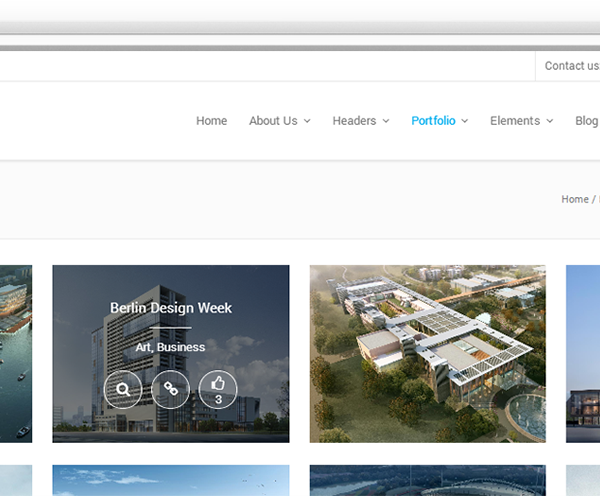 Contact us:
Home About Us Headers Portfolio Elements Blog
Home /
Berlin Design Week
Art, Business
3